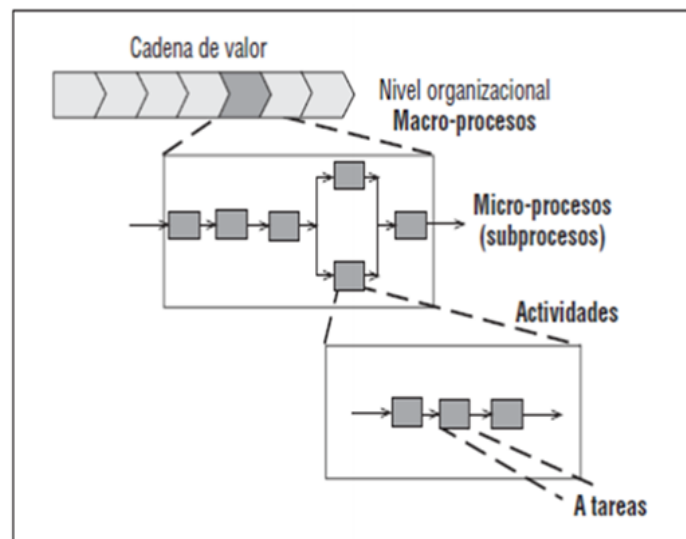 Cadena de valor
Nivel organizacional
Macro-procesos
Micro-procesos
(subprocesos)
Actividades
A tareas